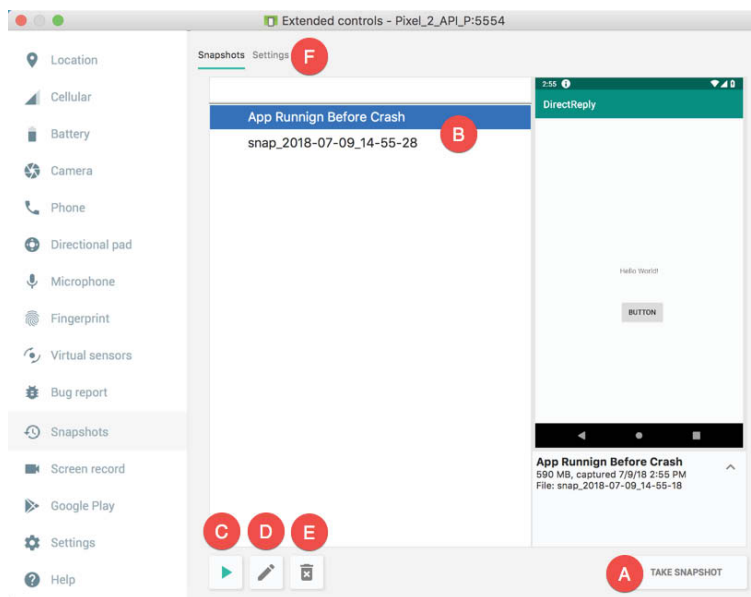 Extended controls - Pixel_2_API_P:5554
Location
Cellular
Battery
Camera
Phone
Directional pad
Microphone
Fingerprint
Virtual sensors
Bug report
Snapshots
Screen record
Google Play
Settings
Help
Snapshots Settings F
App Runnign Before Crash
B
snap_2018-07-09_14-55-28
2:55
DirectReply
Hello World!
BUTTON
App Runnign Before Crash
590 MB, captured 7/9/18 2:55 PM
File: snap_2018-07-09_14-55-18
C D E
A TAKE SNAPSHOT